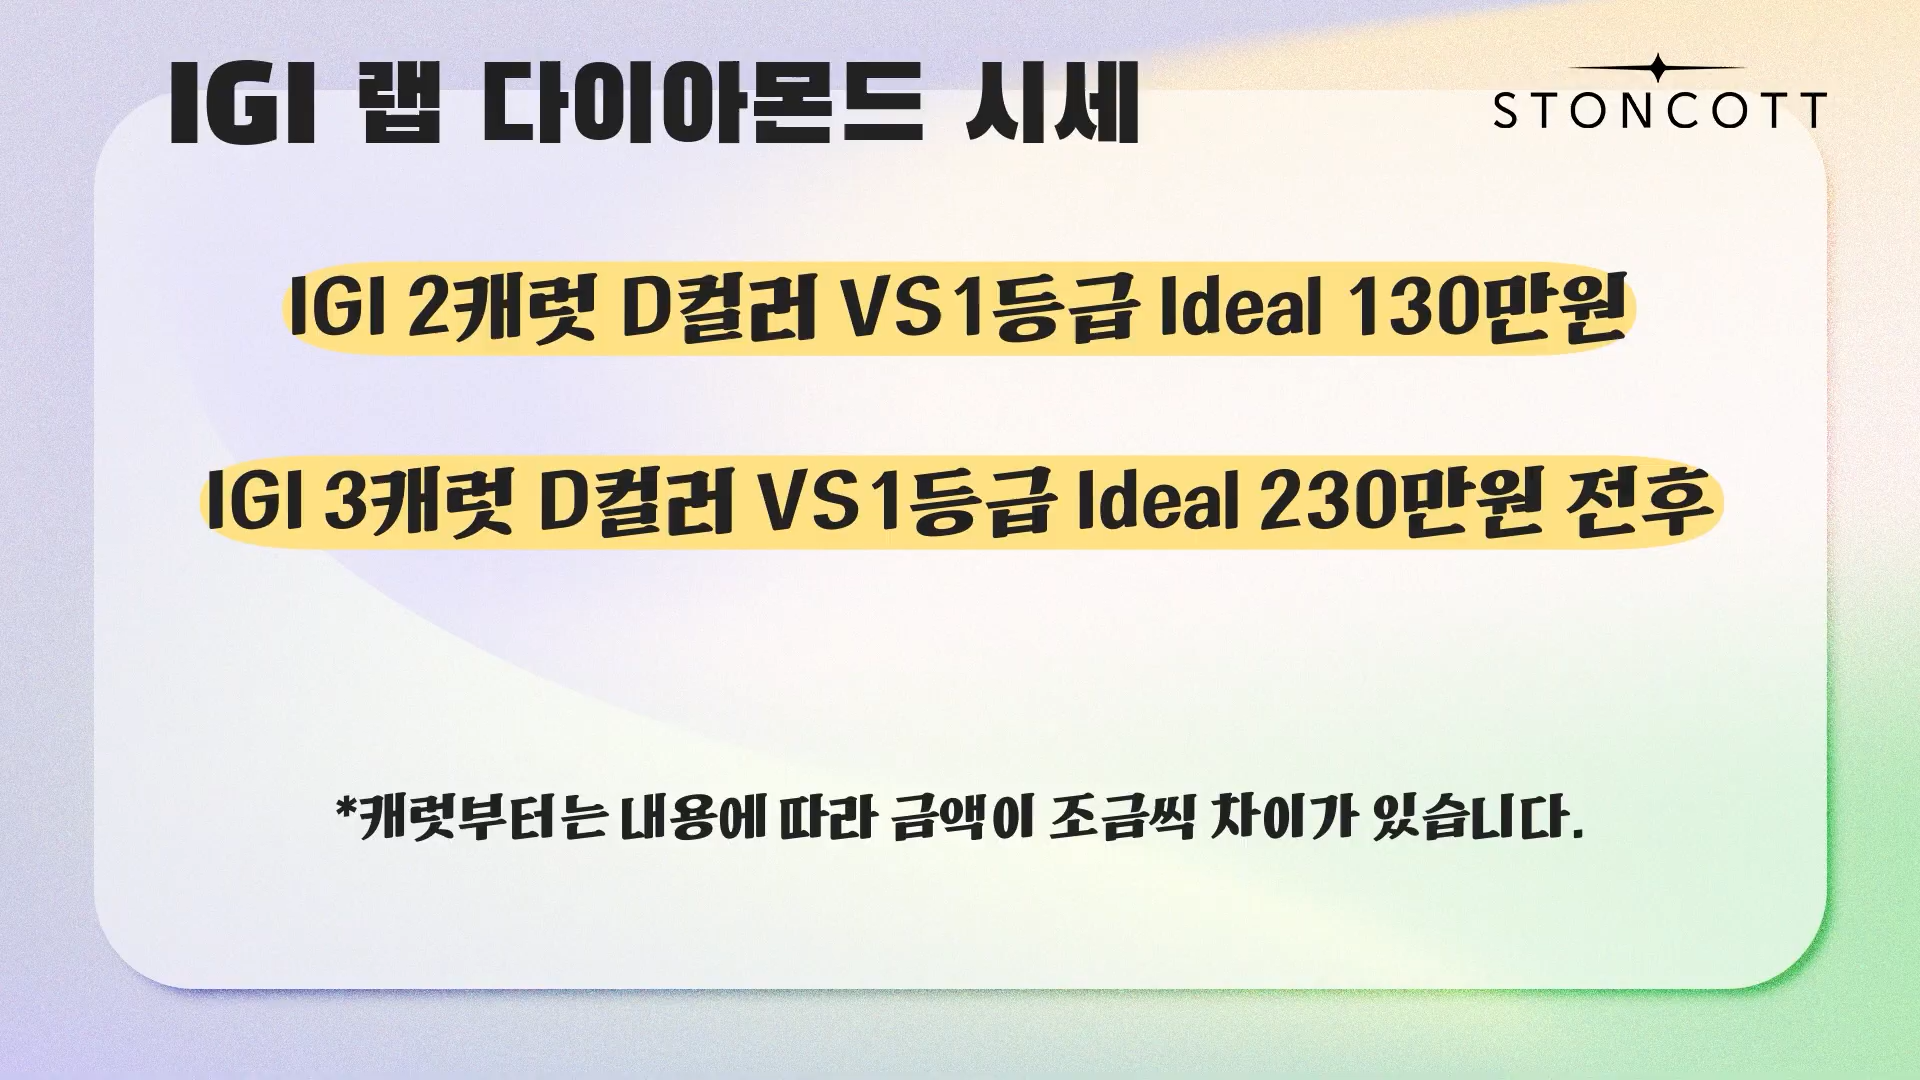 IGI 랩 다이아몬드 시세
STONCOTT
IGI 2캐럿 D컬러 VS1등급 Ideal 130만원
IGI 3캐럿 D컬러 VS1등급 Ideal 230만원 전후
*캐럿부터는 내용에 따라 금액이 조금씩 차이가 있습니다.